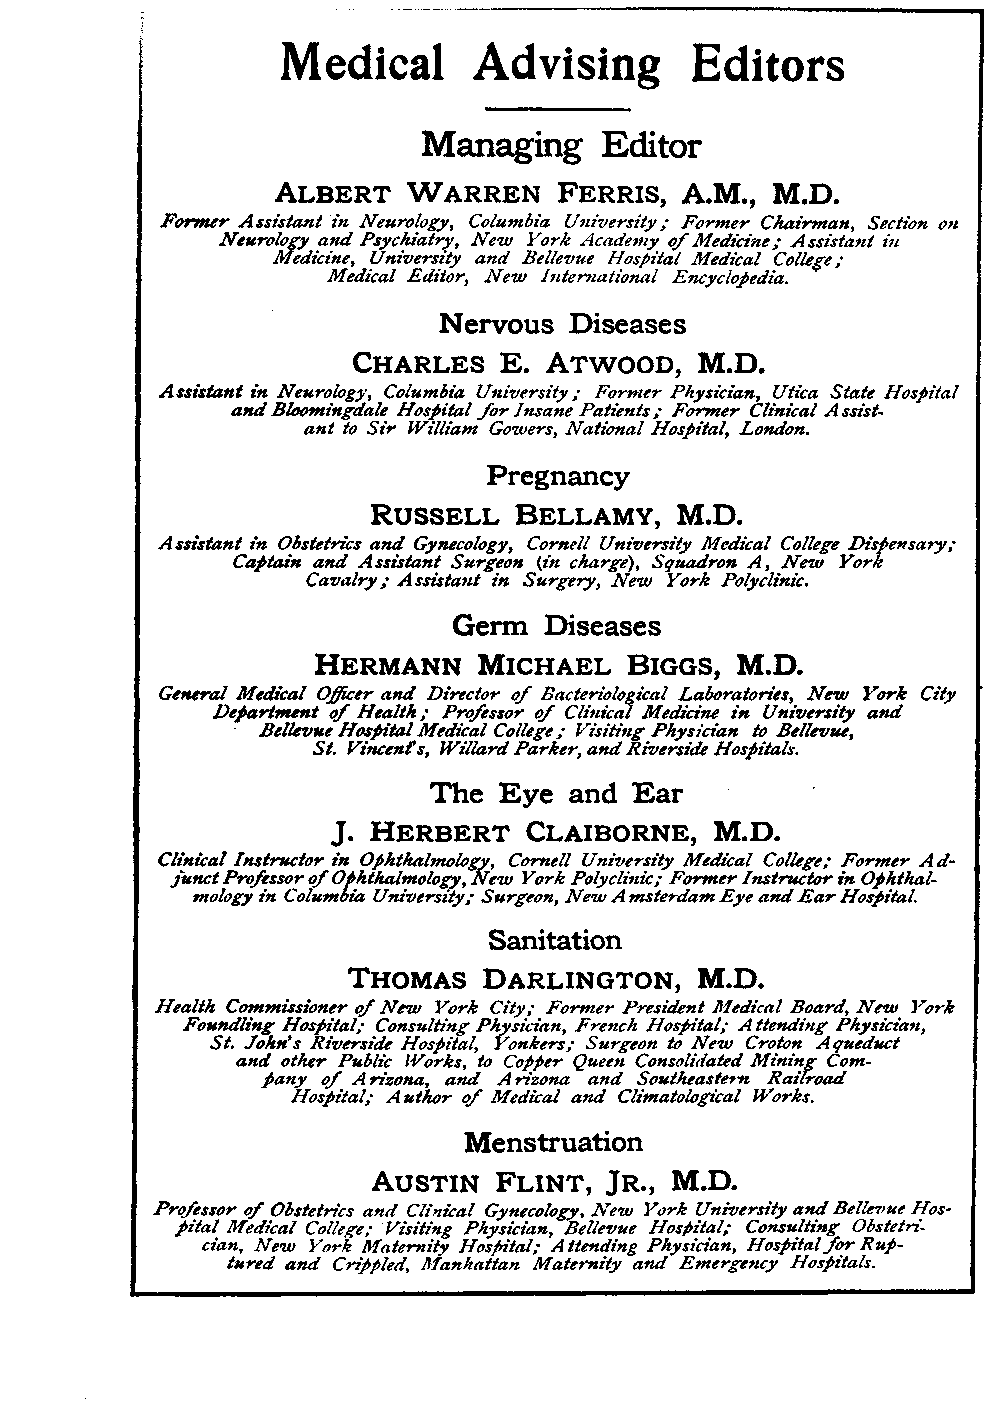 Medical Advising Editors
Managing Editor
ALBERT WARREN FERRIS, A.M., M.D.
Former Assistant in Neurology, Columbia University; Former Chairman, Section on
Neurology and Psychiatry, New York Academy of Medicine; Assistant in
Medicine, University and Bellevue Hospital Medical College;
Medical Editor, New International Encyclopedia.
Nervous Diseases
CHARLES E. ATWOOD, M.D.
Assistant in Neurology, Columbia University; Former Physician, Utica State Hospital
and Bloomingdale Hospital for Insane Patients; Former Clinical Assist-
ant to Sir William Gowers, National Hospital, London.
Pregnancy
RUSSELL BELLAMY, M.D.
Assistant in Obstetrics and Gynecology, Cornell University Medical College Dispensary;
Captain and Assistant Surgeon (in charge), Squadron A, New York
Cavalry; Assistant in Surgery, New York Polyclinic.
Germ Diseases
HERMANN MICHAEL BIGGS, M.D.
General Medical Officer and Director of Bacteriological Laboratories, New York City
Department of Health; Professor of Clinical Medicine in University and
Bellevue Hospital Medical College; Visiting Physician to Bellevue,
St. Vincent's, Willard Parker, and Riverside Hospitals.
The Eye and Ear
J. HERBERT CLAIBORNE, M.D.
Clinical Instructor in Ophthalmology, Cornell University Medical College; Former Ad-
junct Professor of Ophthalmology, New York Polyclinic; Former Instructor in Ophthal-
mology in Columbia University; Surgeon, New Amsterdam Eye and Ear Hospital.
Sanitation
THOMAS DARLINGTON, M.D.
Health Commissioner of New York City; Former President Medical Board, New York
Foundling Hospital; Consulting Physician, French Hospital; Attending Physician,
St. John's Riverside Hospital, Yonkers; Surgeon to New Croton Aqueduct
and other Public Works, to Copper Queen Consolidated Mining Com-
pany of Arizona, and Arizona and Southeastern Railroad
Hospital; Author of Medical and Climatological Works.
Menstruation
AUSTIN FLINT, JR., M.D.
Professor of Obstetrics and Clinical Gynecology, New York University and Bellevue Hos-
pital Medical College; Visiting Physician, Bellevue Hospital; Consulting Obstetri-
cian, New York Maternity Hospital; Attending Physician, Hospital for Rup-
tured and Crippled, Manhattan Maternity and Emergency Hospitals.